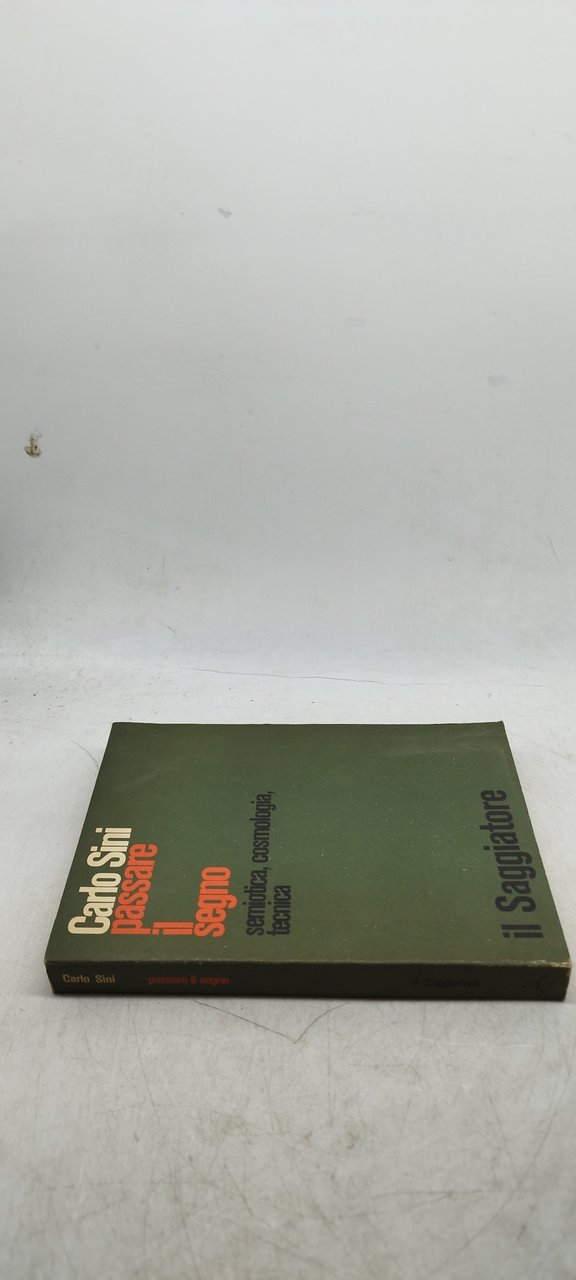 Carlo Sini
passare
il
segno
semiotica, cosmologia,
tecnica
il Saggiatore
Carlo Sini passare il segno il Saggiatore